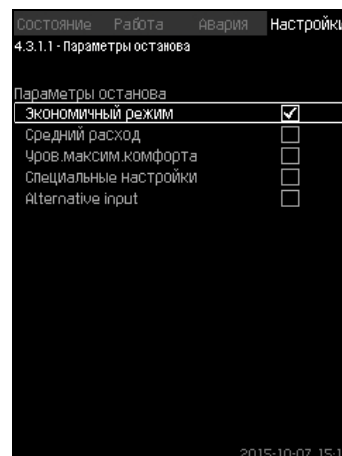 Состояние Работа Авария Настройки
4.3.1.1 - Параметры останова
Параметры останова
Экономичный режим
Средний расход
Уров.максим.комфорта
Специальные настройки
Alternative input
2015-10-07 15:1